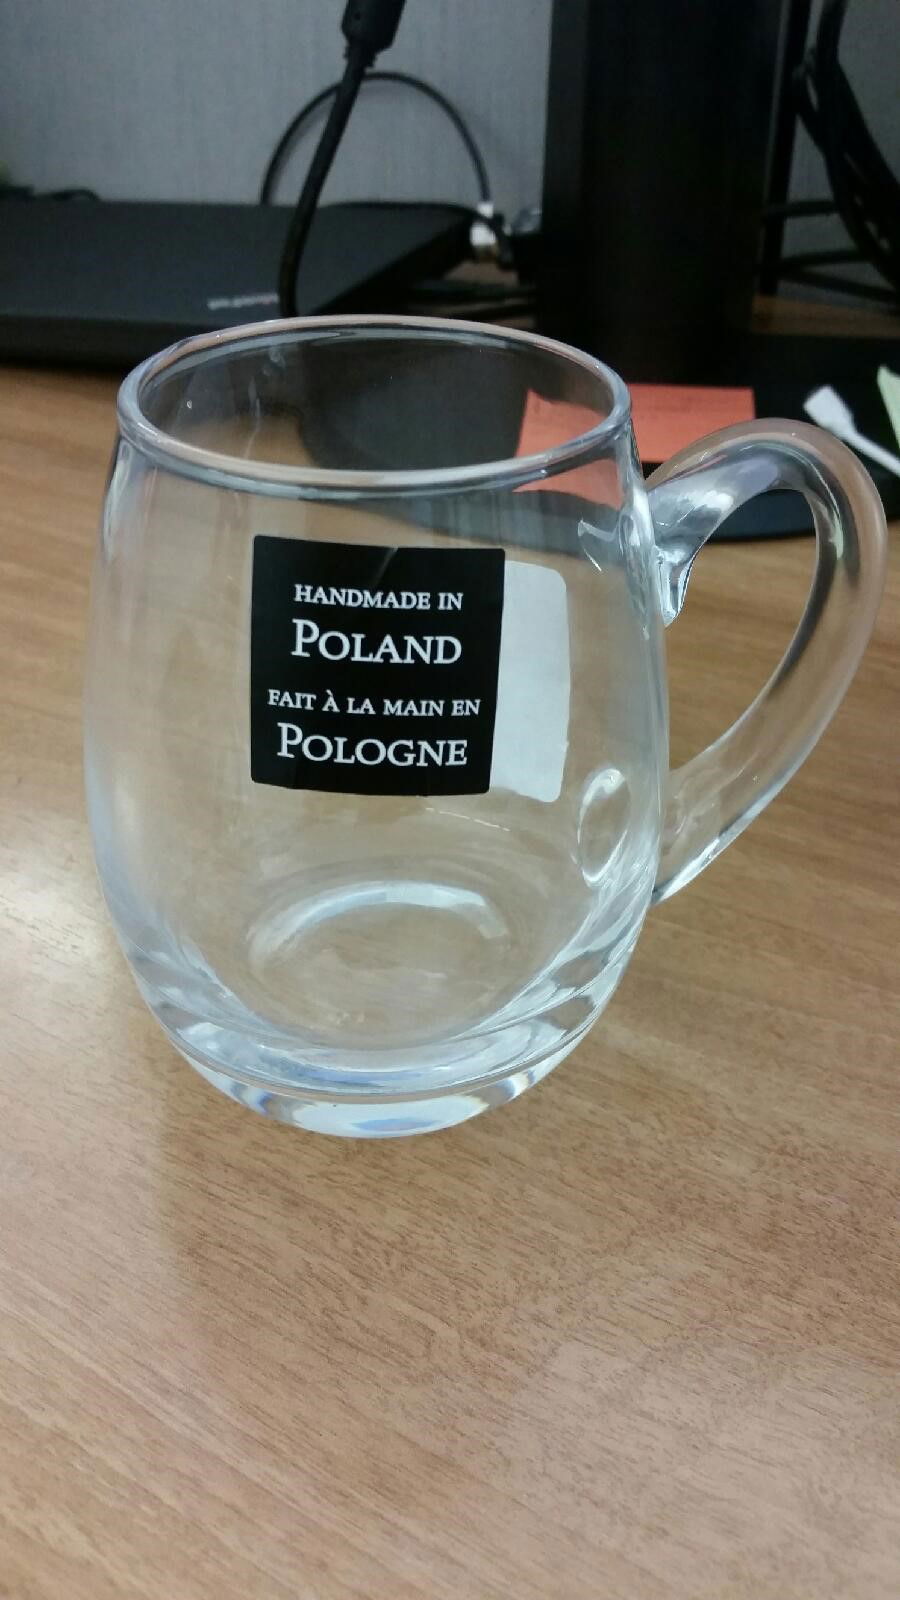 HANDMADE IN
POLAND
FAIT À LA MAIN EN
POLOGNE